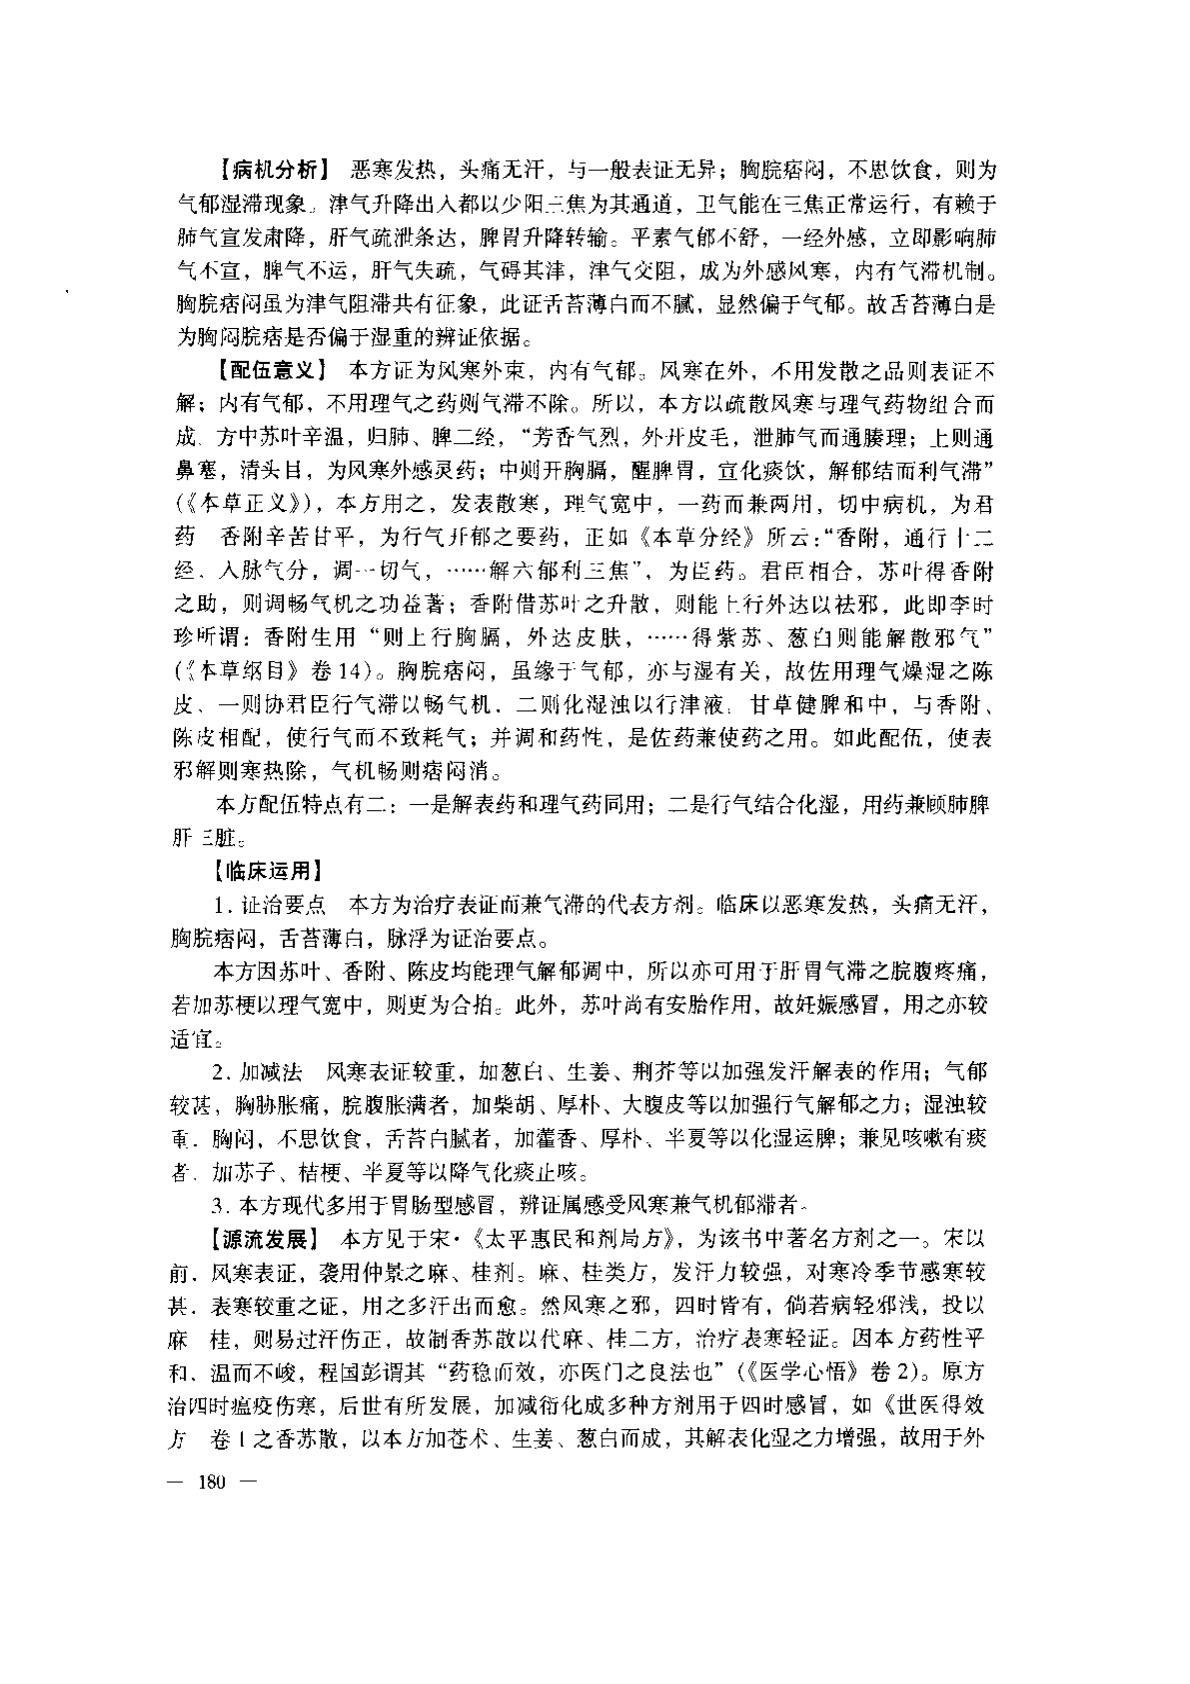 【病机分析】 恶寒发热，头痛无汗，与一般表证无异；胸脘痞闷，不思饮食，则为
气郁湿滞现象。津气升降出入都以少阳三焦为其通道，卫气能在三焦正常运行，有赖于
肺气宣发肃降，肝气疏泄条达，脾胃升降转输。平素气郁不舒，一经外感，立即影响肺
气不宣，脾气不运，肝气失疏，气碍其津，津气交阻，成为外感风寒，内有气滞机制。
胸脘痞闷虽为津气阻滞共有征象，此证舌苔薄白而不腻，显然偏于气郁。故舌苔薄白是
为胸闷脘痞是否偏于湿重的辨证依据。
【配伍意义】 本方证为风寒外束，内有气郁。风寒在外，不用发散之品则表证不
解；内有气郁，不用理气之药则气滞不除。所以，本方以疏散风寒与理气药物组合而
成．方中苏叶辛温，归肺、脾二经，“芳香气烈，外开皮毛，泄肺气而通腠理；上则通
鼻塞，清头目，为风寒外感灵药；中则开胸膈，醒脾胃，宣化痰饮，解郁结而利气滞”
（《本草正义》），本方用之，发表散寒，理气宽中，一药而兼两用，切中病机，为君
药 香附辛苦甘平，为行气开郁之要药，正如《本草分经》所云：“香附，通行十二
经．入脉气分，调一切气，……解六郁利三焦”，为臣药。君臣相合，苏叶得香附
之助，则调畅气机之功益著；香附借苏叶之升散，则能上行外达以祛邪，此即李时
珍所谓：香附生用“则上行胸膈，外达皮肤，……得紫苏、葱白则能解散邪气”
（《本草纲目》卷14）。胸脘痞闷，虽缘于气郁，亦与湿有关，故佐用理气燥湿之陈
皮、一则协君臣行气滞以畅气机．二则化湿浊以行津液．甘草健脾和中，与香附、
陈皮相配，使行气而不致耗气；并调和药性，是佐药兼使药之用。如此配伍，使表
邪解则寒热除，气机畅则痞闷消。
本方配伍特点有二：一是解表药和理气药同用；二是行气结合化湿，用药兼顾肺脾
肝三脏。
【临床运用】
1．证治要点 本方为治疗表证而兼气滞的代表方剂。临床以恶寒发热，头痛无汗，
胸脘痞闷，舌苔薄白，脉浮为证治要点。
本方因苏叶、香附、陈皮均能理气解郁调中，所以亦可用于肝胃气滞之脘腹疼痛，
若加苏梗以理气宽中，则更为合拍。此外，苏叶尚有安胎作用，故妊娠感冒，用之亦较
适宜。
2．加减法 风寒表证较重，加葱白、生姜、荆芥等以加强发汗解表的作用；气郁
较甚，胸胁胀痛，脘腹胀满者，加柴胡、厚朴、大腹皮等以加强行气解郁之力；湿浊较
重．胸闷，不思饮食，舌苔白腻者，加藿香、厚朴、半夏等以化湿运脾；兼见咳嗽有痰
者．加苏子、桔梗、半夏等以降气化痰止咳。
3．本方现代多用于胃肠型感冒，辨证属感受风寒兼气机郁滞者。
【源流发展】 本方见于宋·《太平惠民和剂局方》，为该书中著名方剂之一。宋以
前．风寒表证，袭用仲景之麻、桂剂。麻、桂类方，发汗力较强，对寒冷季节感寒较
甚．表寒较重之证，用之多汗出而愈。然风寒之邪，四时皆有，倘若病轻邪浅，投以
麻 桂，则易过汗伤正，故制香苏散以代麻、桂二方，治疗表寒轻证。因本方药性平
和．温而不峻，程国彭谓其“药稳而效，亦医门之良法也”（《医学心悟》卷2）。原方
治四时瘟疫伤寒，后世有所发展，加减衍化成多种方剂用于四时感冒，如《世医得效
方 卷1之香苏散，以本方加苍术、生姜、葱白而成，其解表化湿之力增强，故用于外
— 180 —